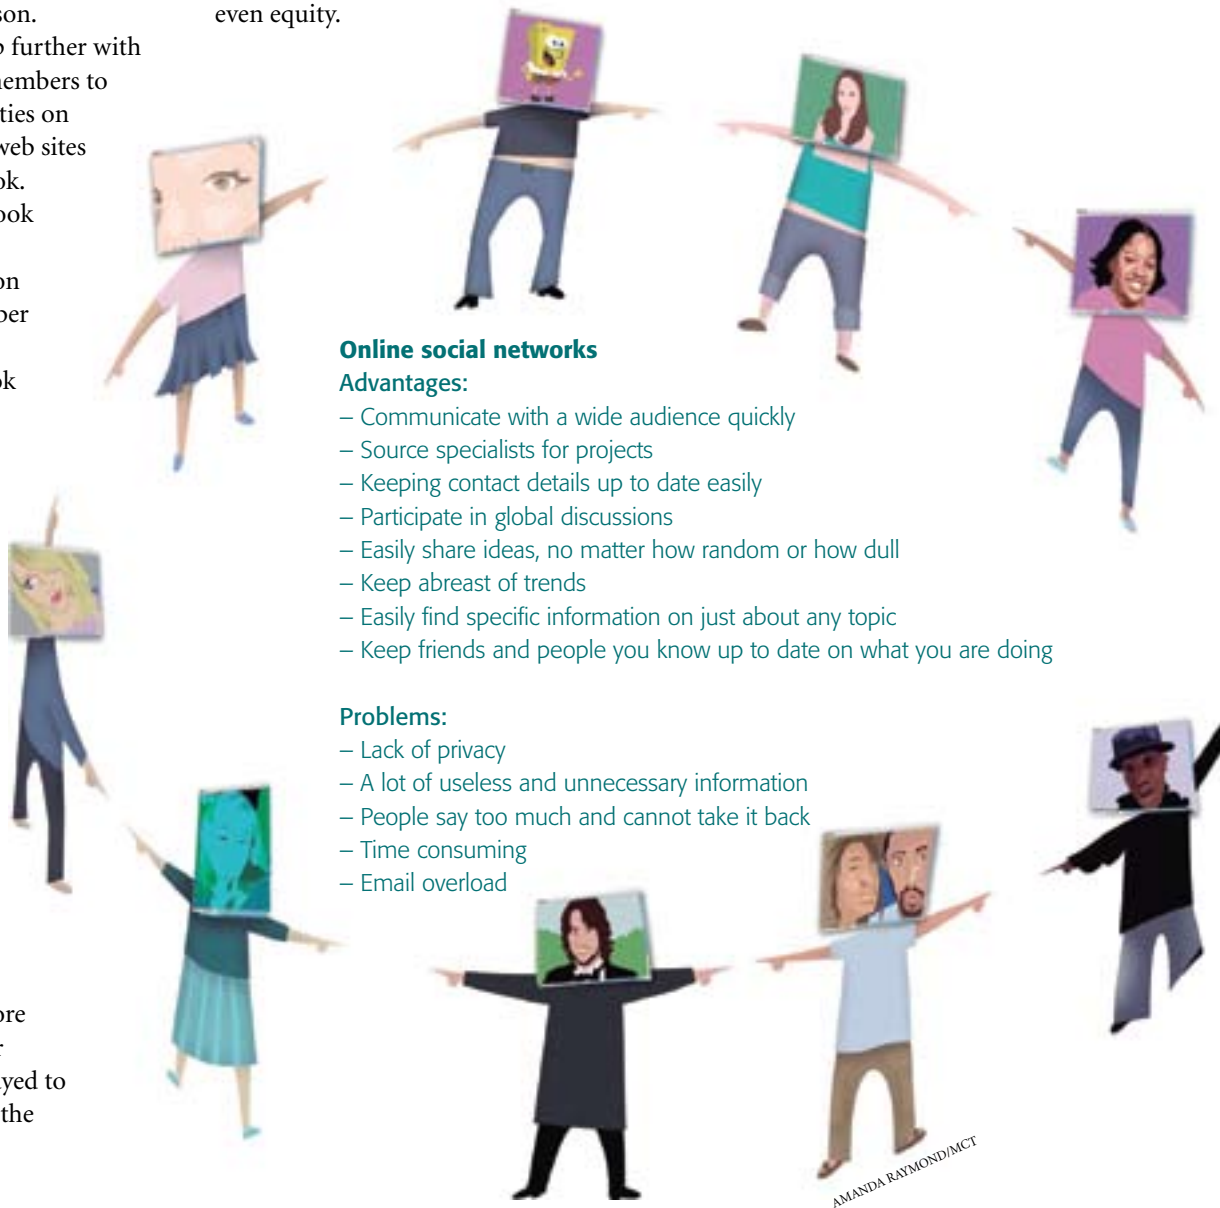 son.
further with
members to
ties on
web sites
ok.
ook
on
ber
ok
ore
r
yed to
the
even equity.
Online social networks
Advantages:
– Communicate with a wide audience quickly
– Source specialists for projects
– Keeping contact details up to date easily
– Participate in global discussions
– Easily share ideas, no matter how random or how dull
– Keep abreast of trends
– Easily find specific information on just about any topic
– Keep friends and people you know up to date on what you are doing
Problems:
– Lack of privacy
– A lot of useless and unnecessary information
– People say too much and cannot take it back
– Time consuming
– Email overload
AMANDA RAYMOND/MCT